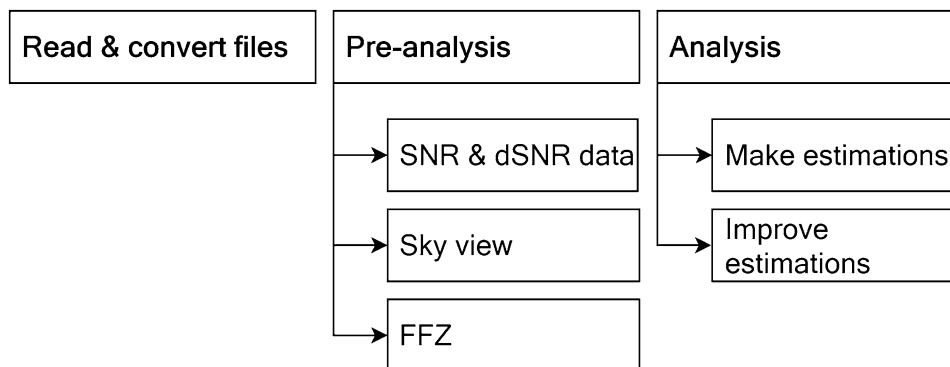 Read & convert files
Pre-analysis
SNR & dSNR data
Sky view
FFZ
Analysis
Make estimations
Improve
estimations